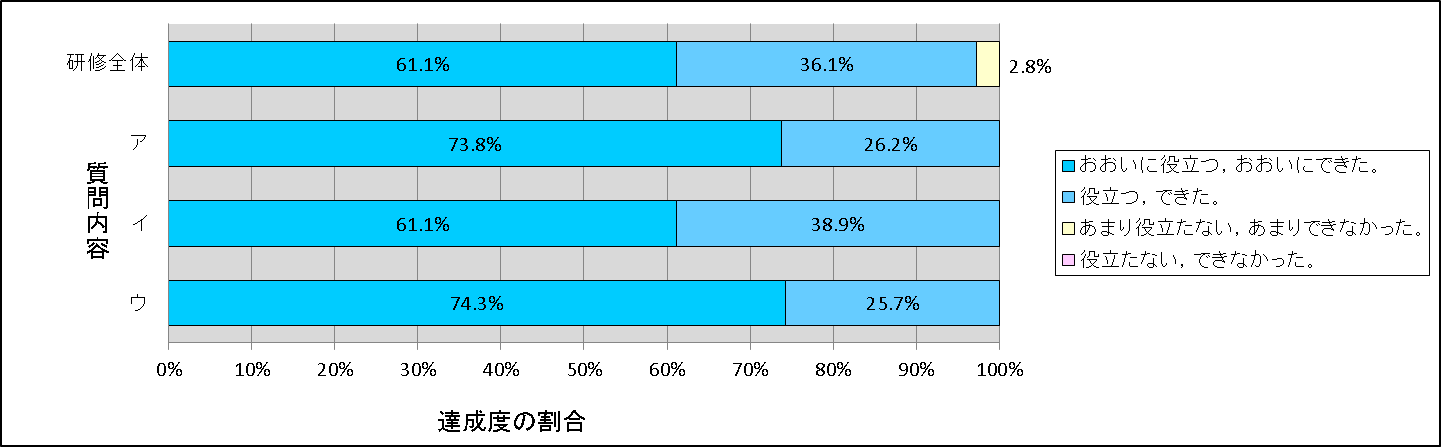 研修全体
61.1%
36.1%
2.8%
ア
73.8%
26.2%
イ
61.1%
38.9%
ウ
74.3%
25.7%
質問内容
0%
10%
20%
30%
40%
50%
60%
70%
80%
90%
100%
達成度の割合
おおいに役立つ，おおいにできた。
役立つ，できた。
あまり役立たない，あまりできなかった。
役立たない，できなかった。